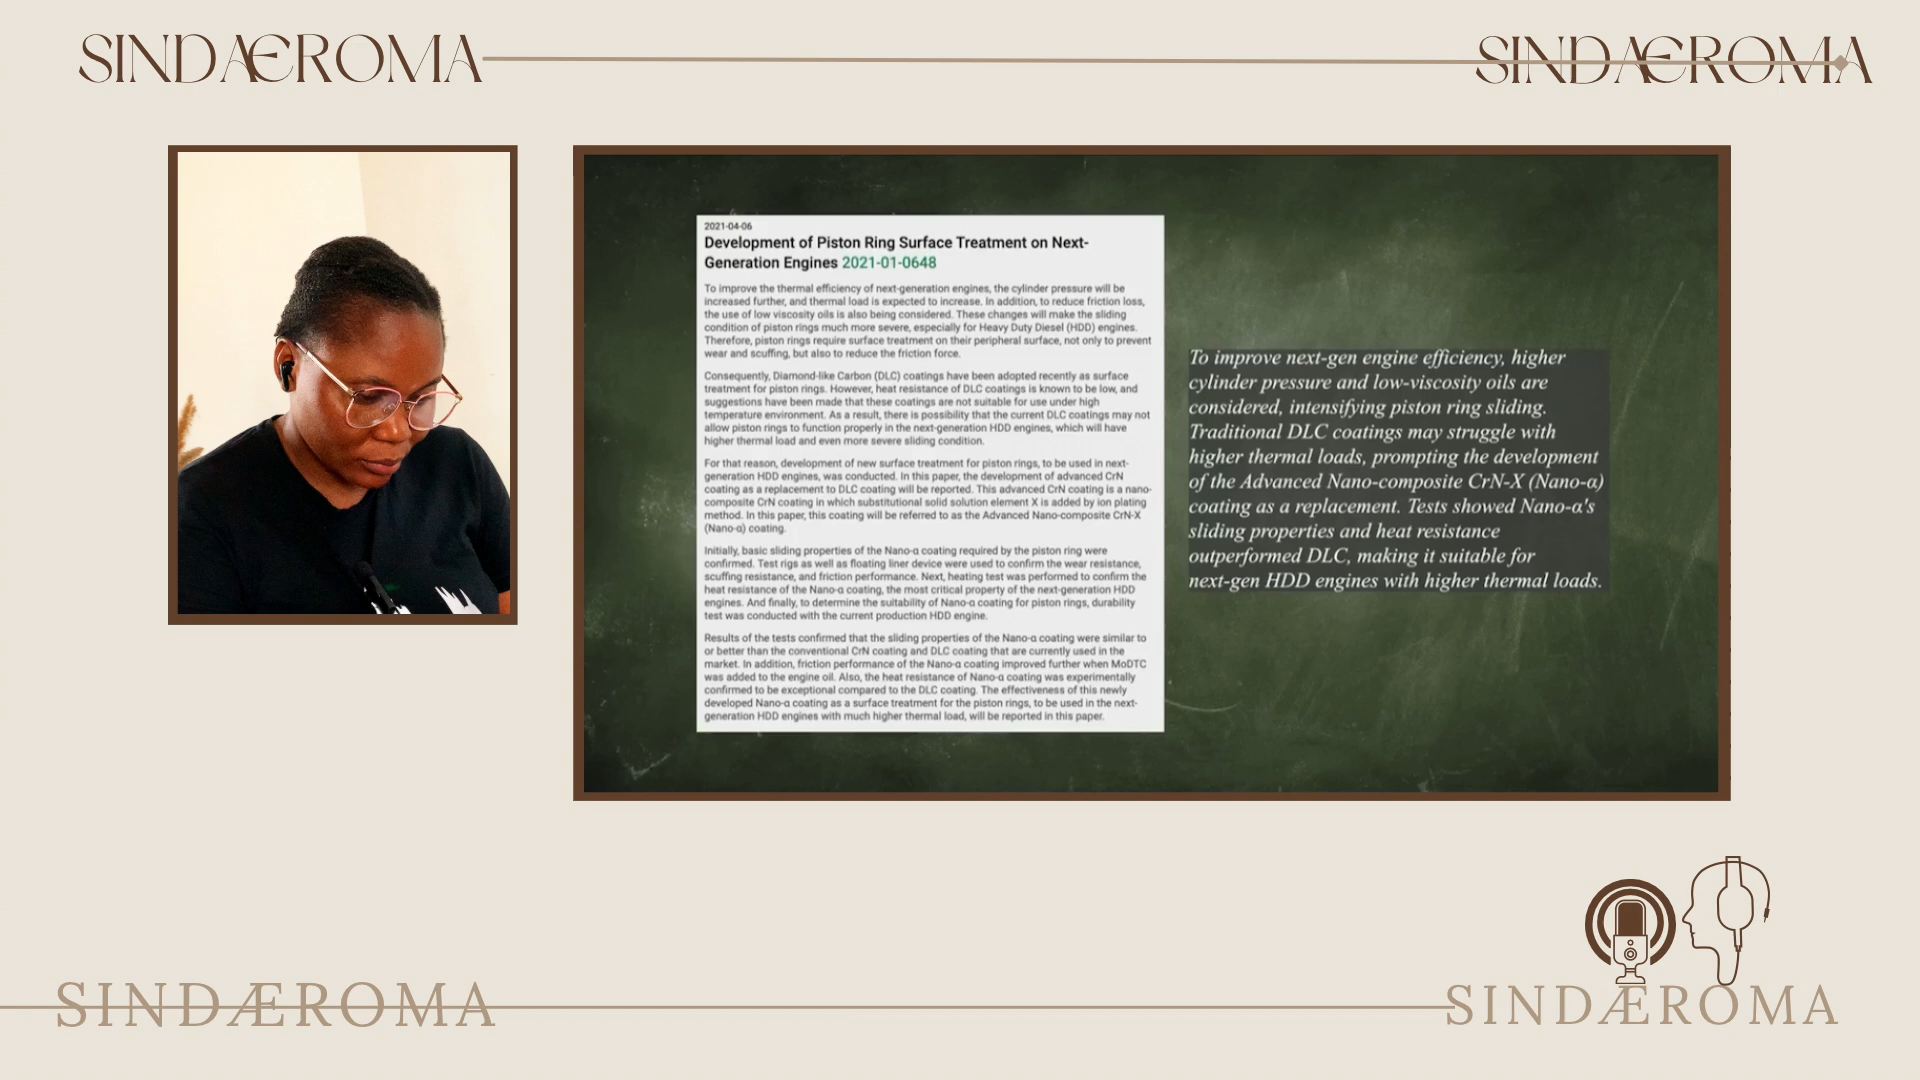 SINDÆROMA
SINDÆROMA
2021-04-06
Development of Piston Ring Surface Treatment on Next-
Generation Engines 2021-01-0648
To improve the thermal efficiency of next-generation engines, the cylinder pressure will be
increased further, and thermal load is expected to increase. In addition, to reduce friction loss,
the use of low viscosity oils is also being considered. These changes will make the sliding
condition of piston rings much more severe, especially for Heavy Duty Diesel (HDD) engines.
Therefore, piston rings require surface treatment on their peripheral surface, not only to prevent
wear and scuffing, but also to reduce the friction force.
Consequently, Diamond-like Carbon (DLC) coatings have been adopted recently as surface
treatment for piston rings. However, heat resistance of DLC coatings is known to be low, and
suggestions have been made that these coatings are not suitable for use under high
temperature environment. As a result, there is possibility that the current DLC coatings may not
allow piston rings to function properly in the next-generation HDD engines, which will have
higher thermal load and even more severe sliding condition.
For that reason, development of new surface treatment for piston rings, to be used in next-
generation HDD engines, was conducted. In this paper, the development of advanced CrN
coating as a replacement to DLC coating will be reported. This advanced CrN coating is a nano-
composite CrN coating in which substitutional solid solution element X is added by ion plating
method. In this paper, this coating will be referred to as the Advanced Nano-composite CrN-X
(Nano-α) coating.
Initially, basic sliding properties of the Nano-α coating required by the piston ring were
confirmed. Test rigs as well as floating liner device were used to confirm the wear resistance,
scuffing resistance, and friction performance. Next, heating test was performed to confirm the
heat resistance of the Nano-α coating, the most critical property of the next-generation HDD
engines. And finally, to determine the suitability of Nano-α coating for piston rings, durability
test was conducted with the current production HDD engine.
Results of the tests confirmed that the sliding properties of the Nano-α coating were similar to
or better than the conventional CrN coating and DLC coating that are currently used in the
market. In addition, friction performance of the Nano-α coating improved further when MoDTC
was added to the engine oil. Also, the heat resistance of Nano-α coating was experimentally
confirmed to be exceptional compared to the DLC coating. The effectiveness of this newly
developed Nano-α coating as a surface treatment for the piston rings, to be used in the next-
generation HDD engines with much higher thermal load, will be reported in this paper.
To improve next-gen engine efficiency, higher
cylinder pressure and low-viscosity oils are
considered, intensifying piston ring sliding.
Traditional DLC coatings may struggle with
higher thermal loads, prompting the development
of the Advanced Nano-composite CrN-X (Nano-α)
coating as a replacement. Tests showed Nano-α's
sliding properties and heat resistance
outperformed DLC, making it suitable for
next-gen HDD engines with higher thermal loads.
SINDÆROMA
SINDÆROMA